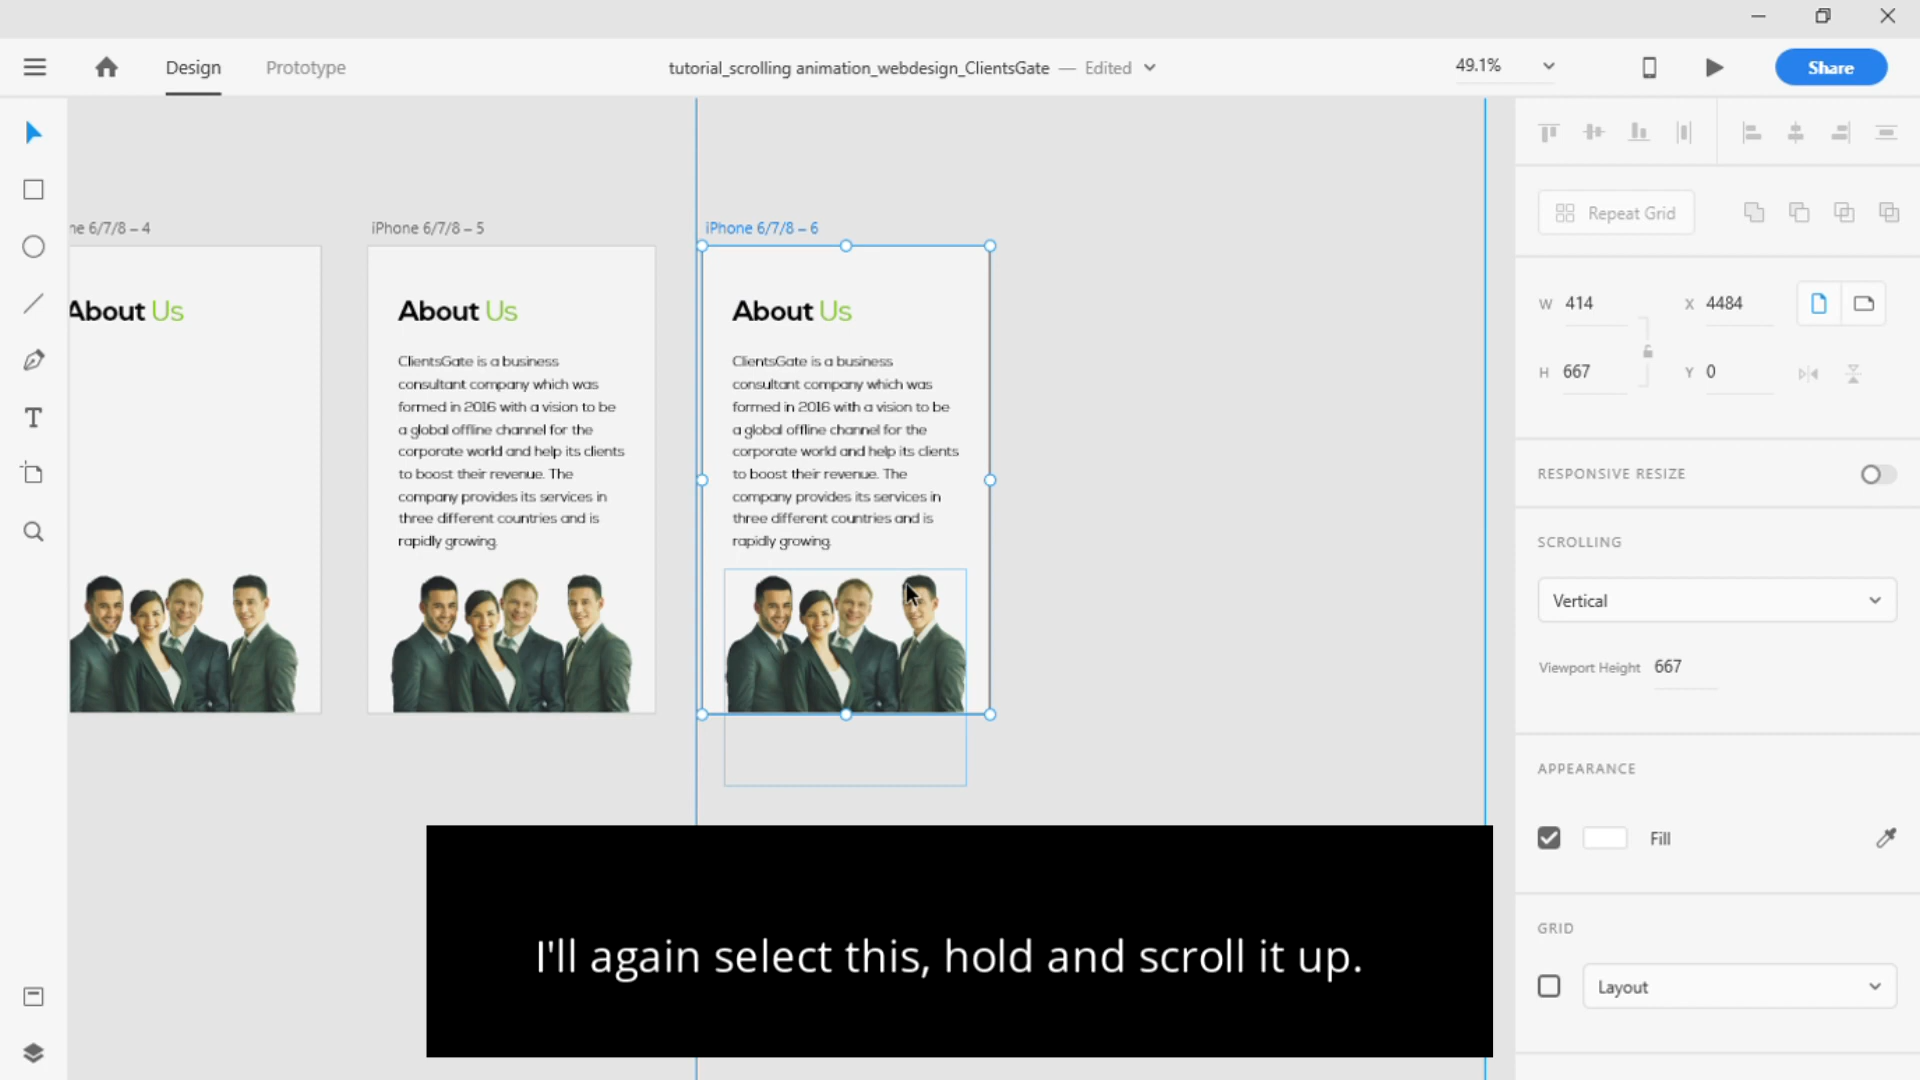 Design
Prototype
tutorial_scrolling animation_webdesign_ClientsGate — Edited
49.1%
Share
ne 6/7/8 – 4
iPhone 6/7/8 – 5
iPhone 6/7/8 – 6
About Us
About Us
ClientsGate is a business
consultant company which was
formed in 2016 with a vision to be
a global offline channel for the
corporate world and help its clients
to boost their revenue. The
company provides its services in
three different countries and is
rapidly growing.
About Us
ClientsGate is a business
consultant company which was
formed in 2016 with a vision to be
a global offline channel for the
corporate world and help its clients
to boost their revenue. The
company provides its services in
three different countries and is
rapidly growing.
Repeat Grid
W 414
X 4484
H 667
Y 0
RESPONSIVE RESIZE
SCROLLING
Vertical
Viewport Height 667
APPEARANCE
Fill
GRID
Layout
I'll again select this, hold and scroll it up.